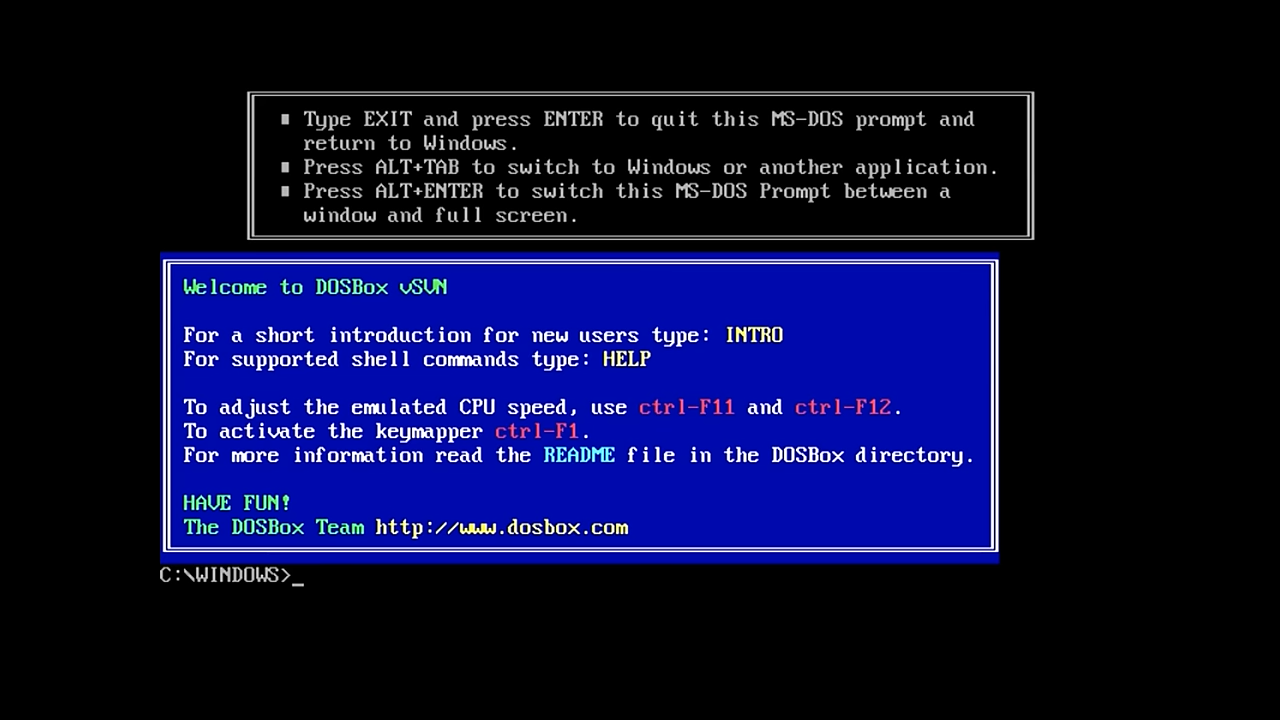 Type EXIT and press ENTER to quit this MS-DOS prompt and
return to Windows.
Press ALT+TAB to switch to Windows or another application.
Press ALT+ENTER to switch this MS-DOS Prompt between a
window and full screen.
Welcome to DOSBox vSVN
For a short introduction for new users type: INTRO
For supported shell commands type: HELP
To adjust the emulated CPU speed, use ctrl-F11 and ctrl-F12.
To activate the keymapper ctrl-F1.
For more information read the README file in the DOSBox directory.
HAVE FUN!
The DOSBox Team http://www.dosbox.com
C:\WINDOWS>_